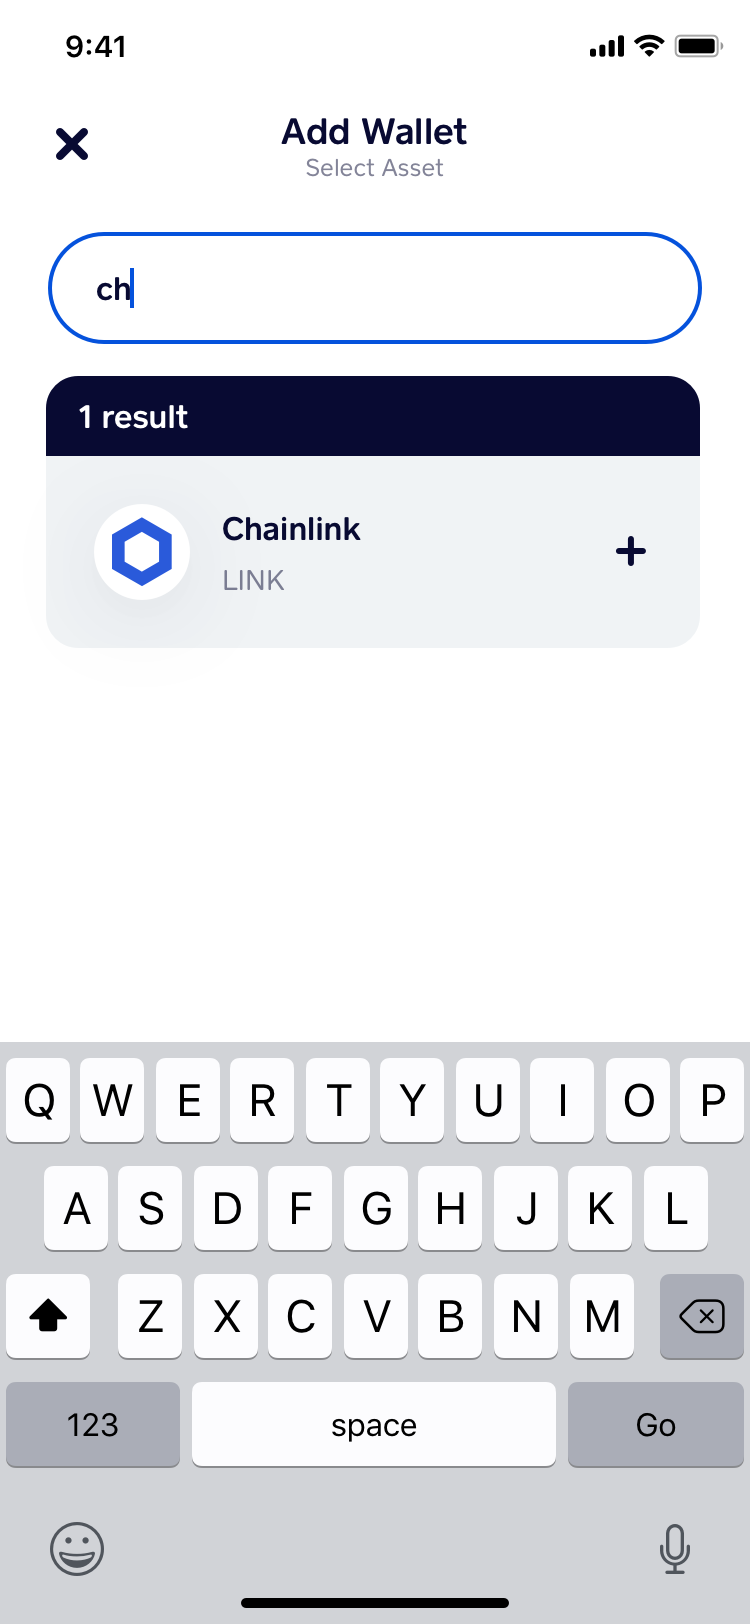 9:41
Add Wallet
Select Asset
ch
1 result
Chainlink
LINK
Q W E R T Y U I O P
A S D F G H J K L
Z X C V B N M
123 space Go